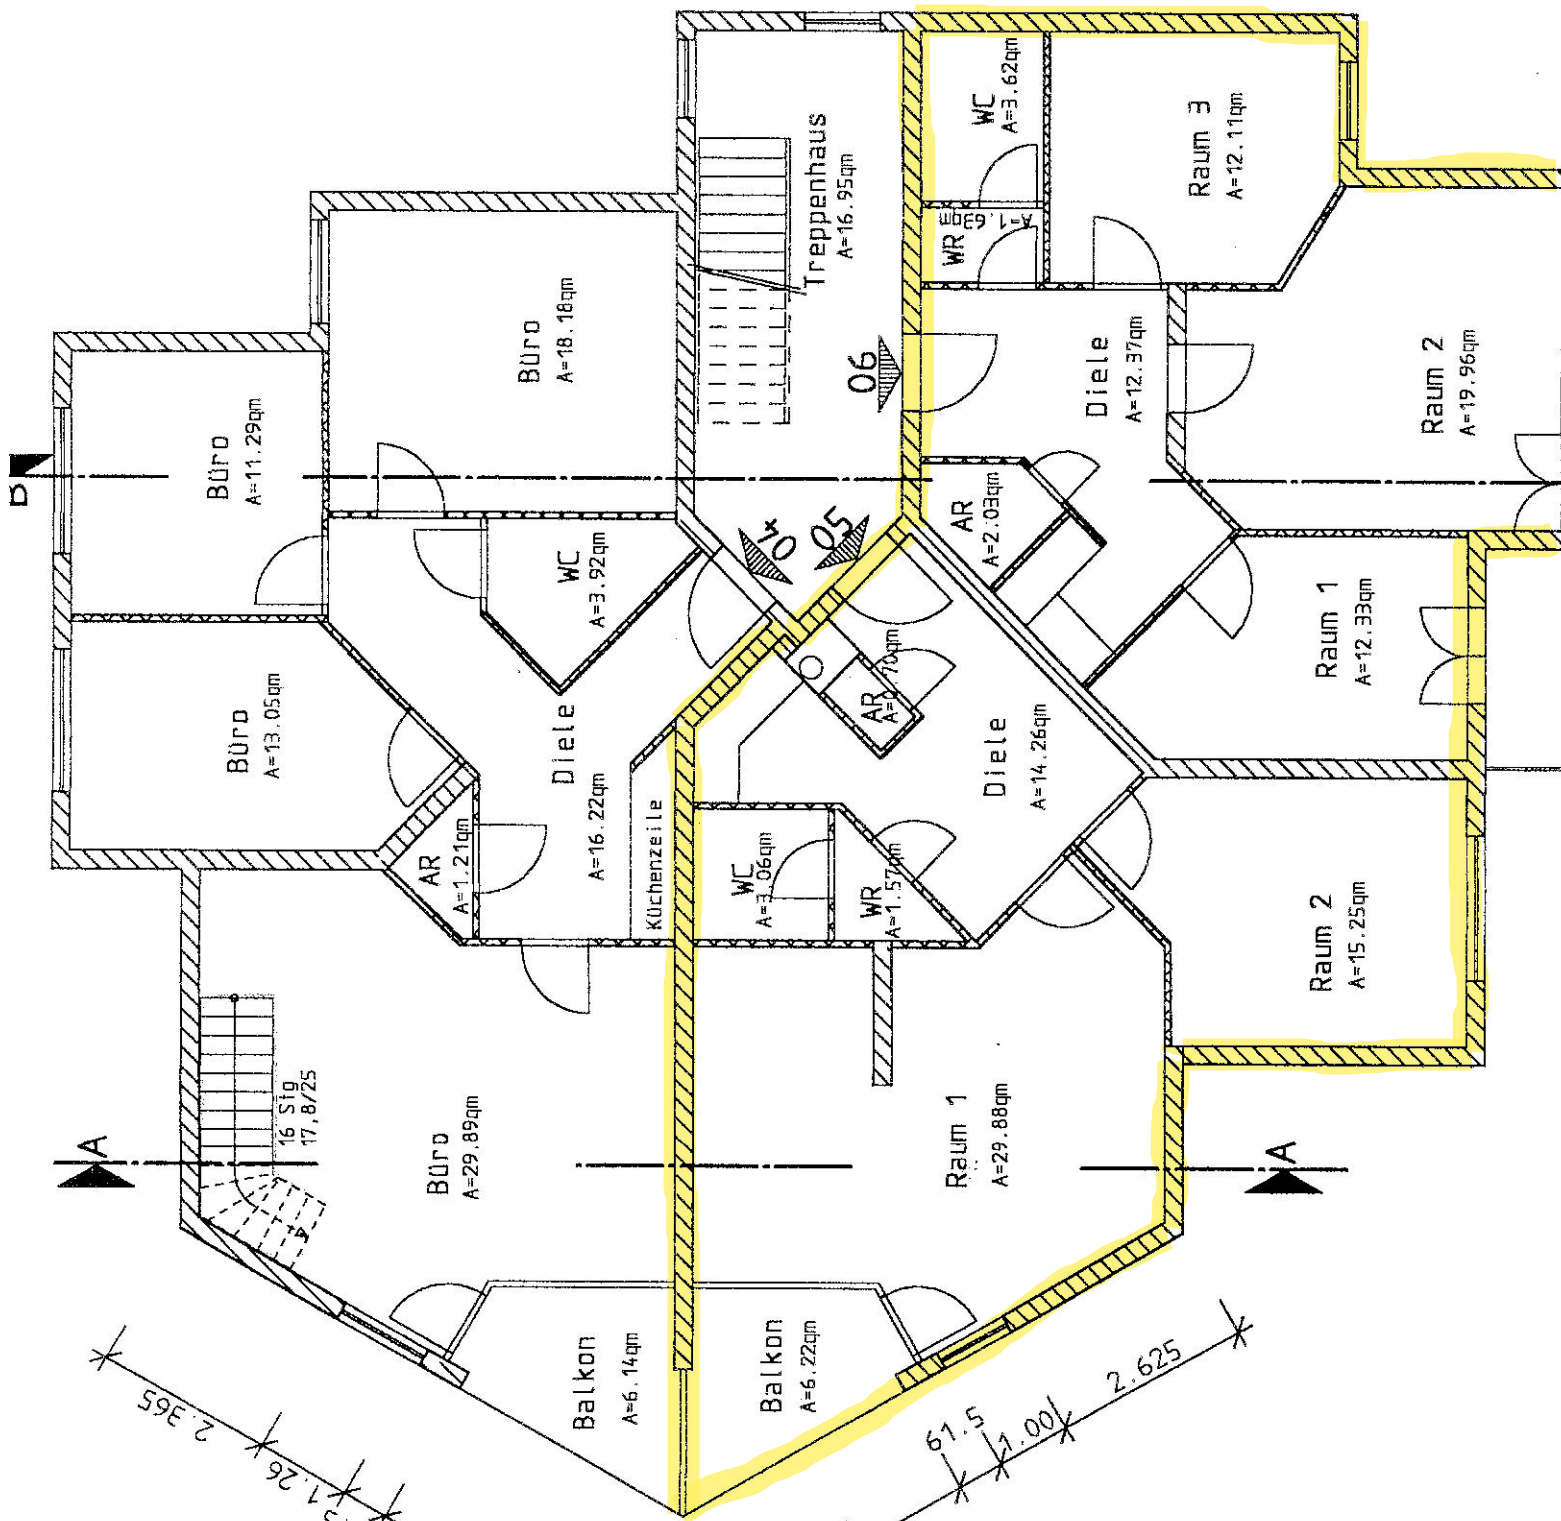 WC
A=3.62qm
Raum 3
A=12.11qm
WR
A=1.63qm
Treppenhaus
A=16.95qm
Büro
A=18.18qm
Büro
A=11.29qm
06
Diele
A=12.37qm
Raum 2
A=19.96qm
AR
A=2.03qm
04
05
WC
A=3.92qm
Raum 1
A=12.33qm
Büro
A=13.05qm
Diele
A=16.22qm
AR
Diele
A=14.26qm
AR
A=1.21qm
Küchenzeile
WC
A=3.06qm
WR
A=1.57qm
Raum 2
A=15.25qm
16 Stg
17,8/25
A
Büro
A=29.89qm
Raum 1
A=29.88qm
A
Balkon
A=6.14qm
Balkon
A=6.22qm
2.365
1.26
61.5
1.00
2.625